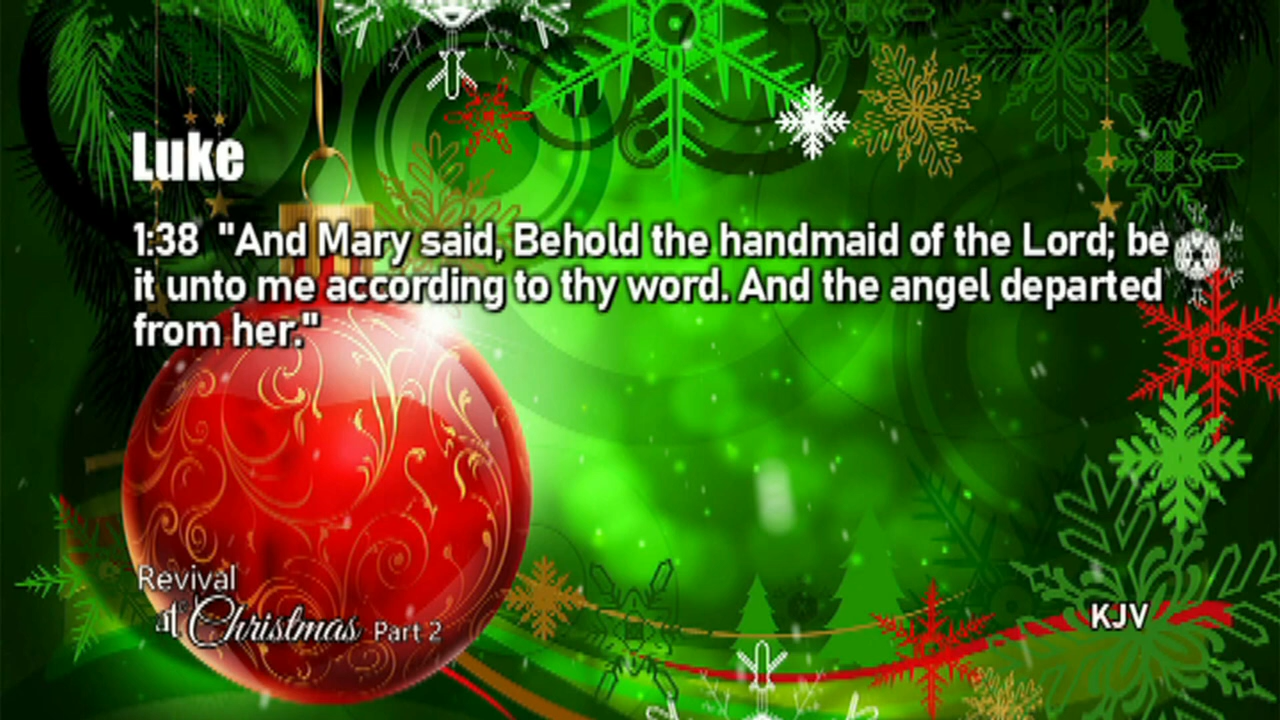 Luke
1:38 "And Mary said, Behold the handmaid of the Lord; be
it unto me according to thy word. And the angel departed
from her."
Revival
at Christmas Part 2
KJV